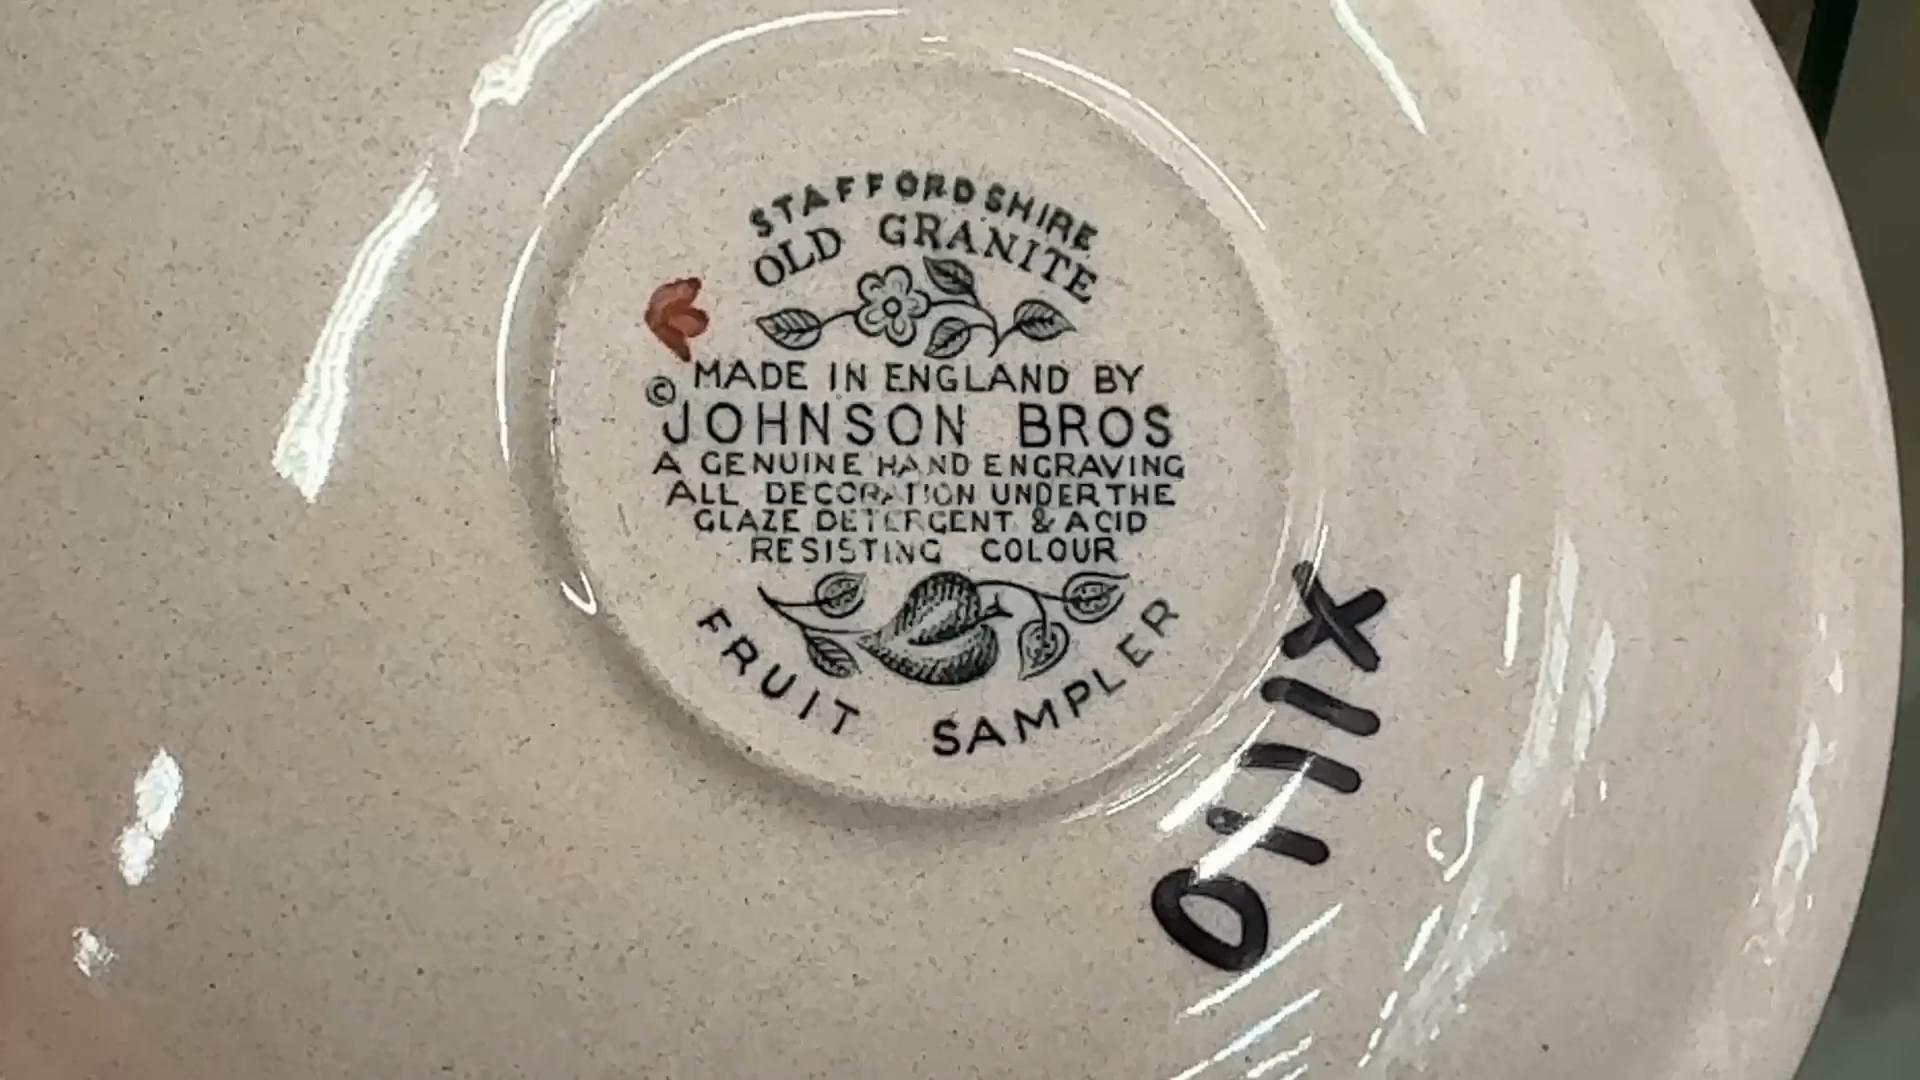 STAFFORDSHIRE
OLD GRANITE
MADE IN ENGLAND BY
© JOHNSON BROS
A GENUINE HAND ENGRAVING
ALL DECORATION UNDER THE
GLAZE DETERGENT & ACID
RESISTING COLOUR
FRUIT SAMPLER